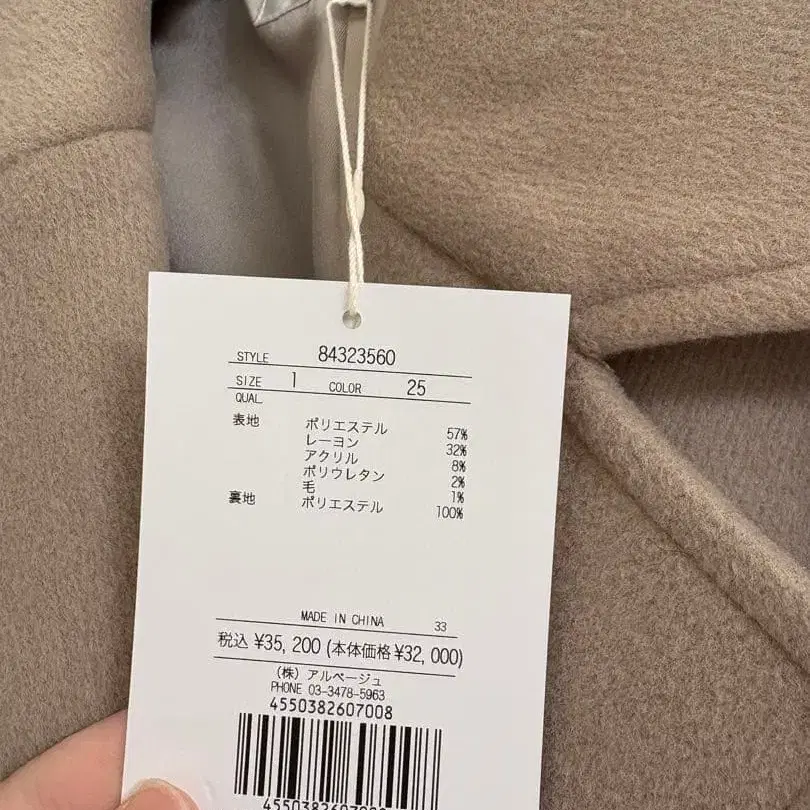 STYLE 84323560
SIZE 1 COLOR 25
QUAL.
表地 ポリエステル 57%
レーヨン 32%
アクリル 8%
ポリウレタン 2%
毛 1%
裏地 ポリエステル 100%
MADE IN CHINA 33
税込 ¥35,200 (本体価格¥32,000)
(株) アルページュ
PHONE 03-3478-5963
4550382607008